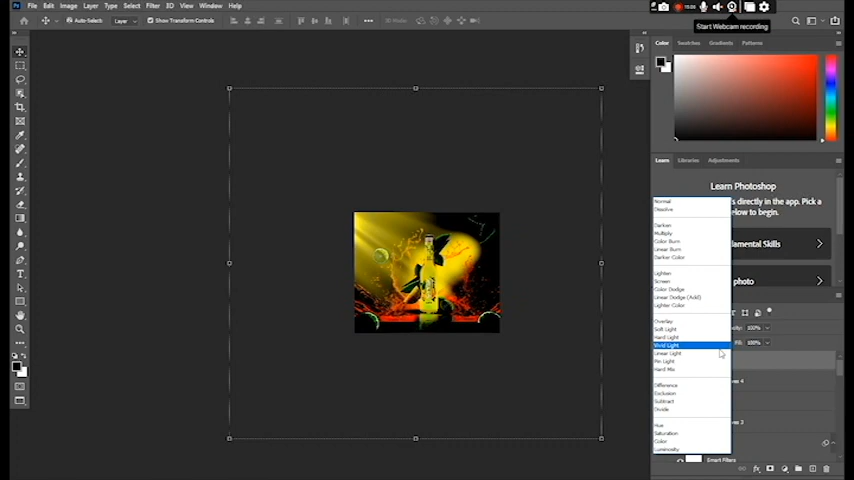 Ps File Edit Image Layer Type Select Filter 3D View Window Help
Auto-Select: Layer Show Transform Controls
Start Webcam recording
Color Swatches Gradients Patterns
Learn Libraries Adjustments
Learn Photoshop
directly in the app. Pick a
below to begin.
damental Skills
photo
Normal
Dissolve
Darken
Multiply
Color Burn
Linear Burn
Darker Color
Lighten
Screen
Color Dodge
Linear Dodge (Add)
Lighter Color
Overlay
Soft Light
Hard Light
Vivid Light
Linear Light
Pin Light
Hard Mix
Difference
Exclusion
Subtract
Divide
Hue
Saturation
Color
Luminosity
100%
Fill: 100%
Smart Filters